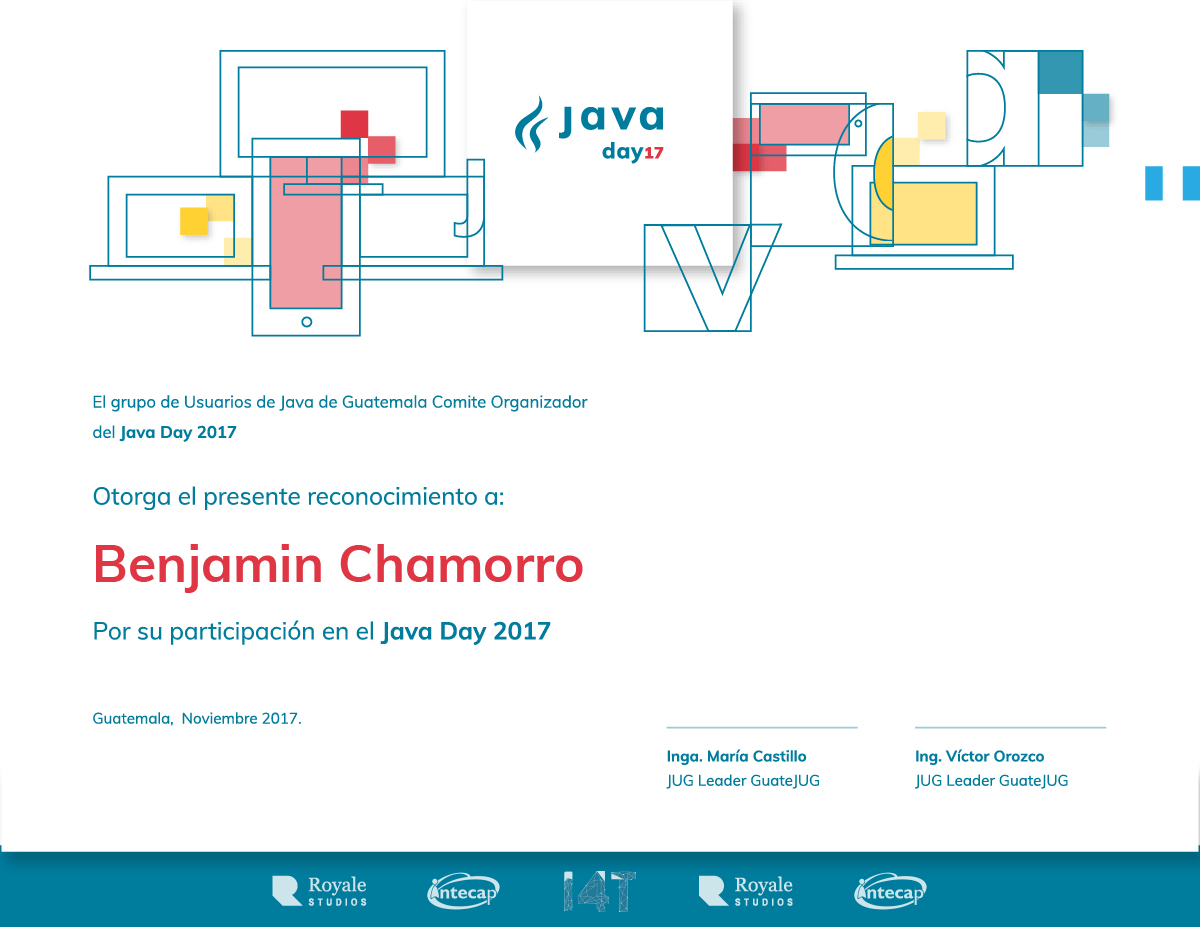 Java
day17
J
a
V
a
El grupo de Usuarios de Java de Guatemala Comite Organizador
del Java Day 2017
Otorga el presente reconocimiento a:
Benjamin Chamorro
Por su participación en el Java Day 2017
Guatemala,  Noviembre 2017.
Inga. María Castillo
JUG Leader GuateJUG
Ing. Víctor Orozco
JUG Leader GuateJUG
Royale STUDIOS
intecap
I4T
Royale STUDIOS
intecap